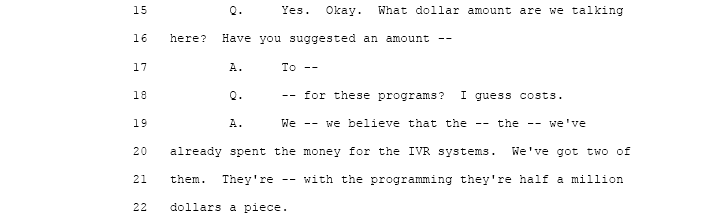 15 Q. Yes. Okay. What dollar amount are we talking
16 here? Have you suggested an amount --
17 A. To --
18 Q. -- for these programs? I guess costs.
19 A. We -- we believe that the -- the -- we've
20 already spent the money for the IVR systems. We've got two of
21 them. They're -- with the programming they're half a million
22 dollars a piece.